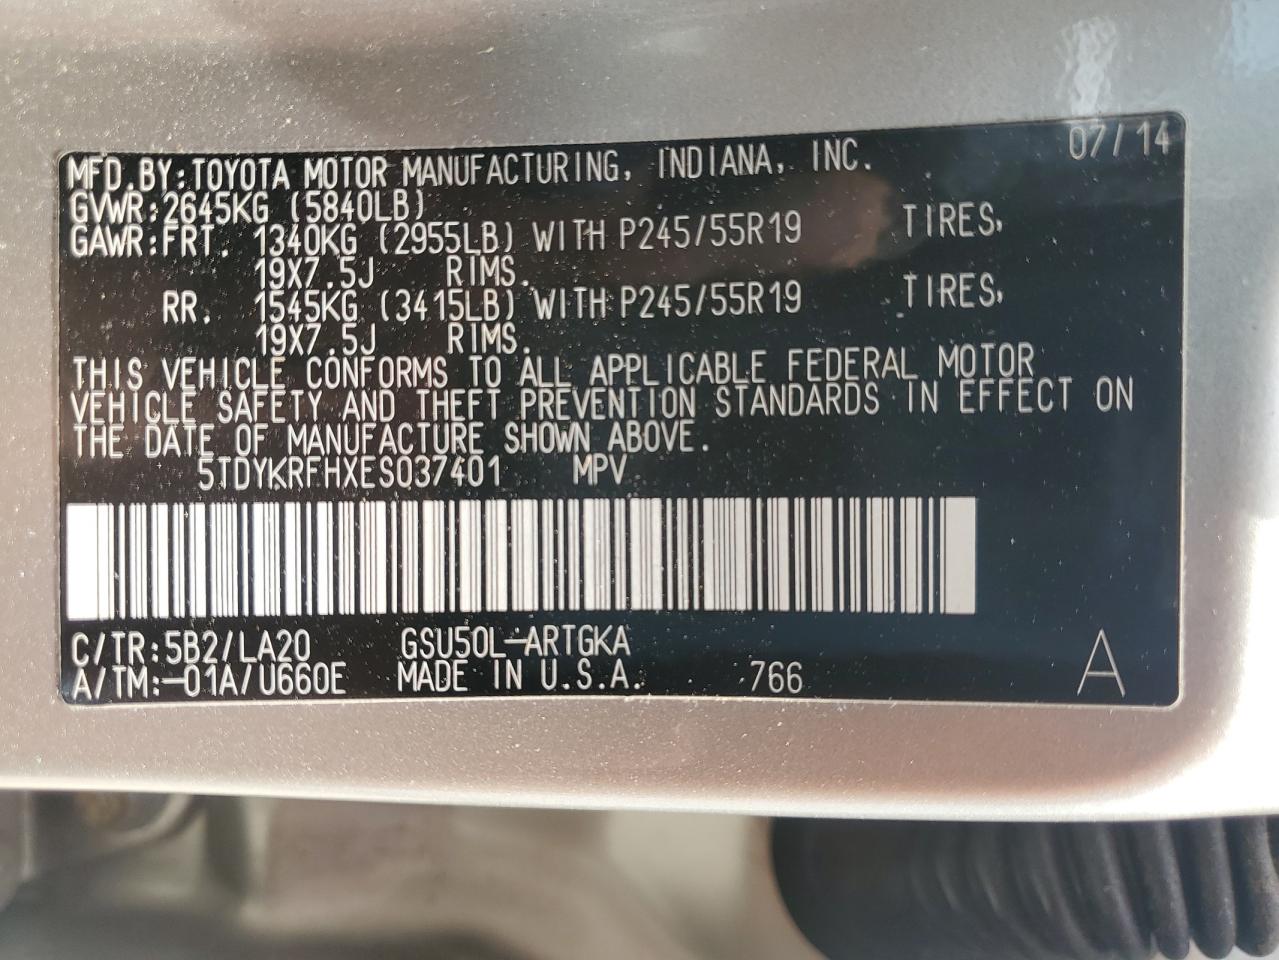 07/14
MFD.BY:TOYOTA MOTOR MANUFACTURING, INDIANA, INC.
GVWR:2645KG (5840LB)
GAWR:FRT. 1340KG (2955LB) WITH P245/55R19 TIRES,
19X7.5J RIMS.
RR. 1545KG (3415LB) WITH P245/55R19 TIRES,
19X7.5J RIMS.
THIS VEHICLE CONFORMS TO ALL APPLICABLE FEDERAL MOTOR
VEHICLE SAFETY AND THEFT PREVENTION STANDARDS IN EFFECT ON
THE DATE OF MANUFACTURE SHOWN ABOVE.
5TDYKRFHXES037401 MPV
C/TR:5B2/LA20 GSU50L-ARTGKA
A/TM:-01A/U660E MADE IN U.S.A. 766 A